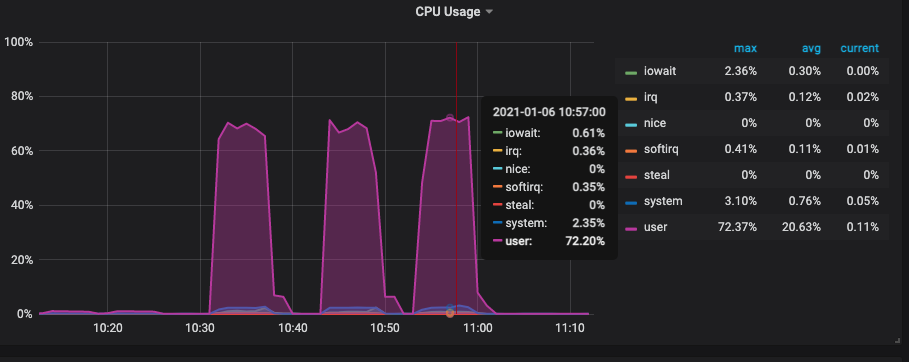 CPU Usage
100%
80%
60%
40%
20%
0%
10:20 10:30 10:40 10:50 11:00 11:10
2021-01-06 10:57:00
iowait: 0.61%
irq: 0.36%
nice: 0%
softirq: 0.35%
steal: 0%
system: 2.35%
user: 72.20%
max avg current
iowait 2.36% 0.30% 0.00%
irq 0.37% 0.12% 0.02%
nice 0% 0% 0%
softirq 0.41% 0.11% 0.01%
steal 0% 0% 0%
system 3.10% 0.76% 0.05%
user 72.37% 20.63% 0.11%